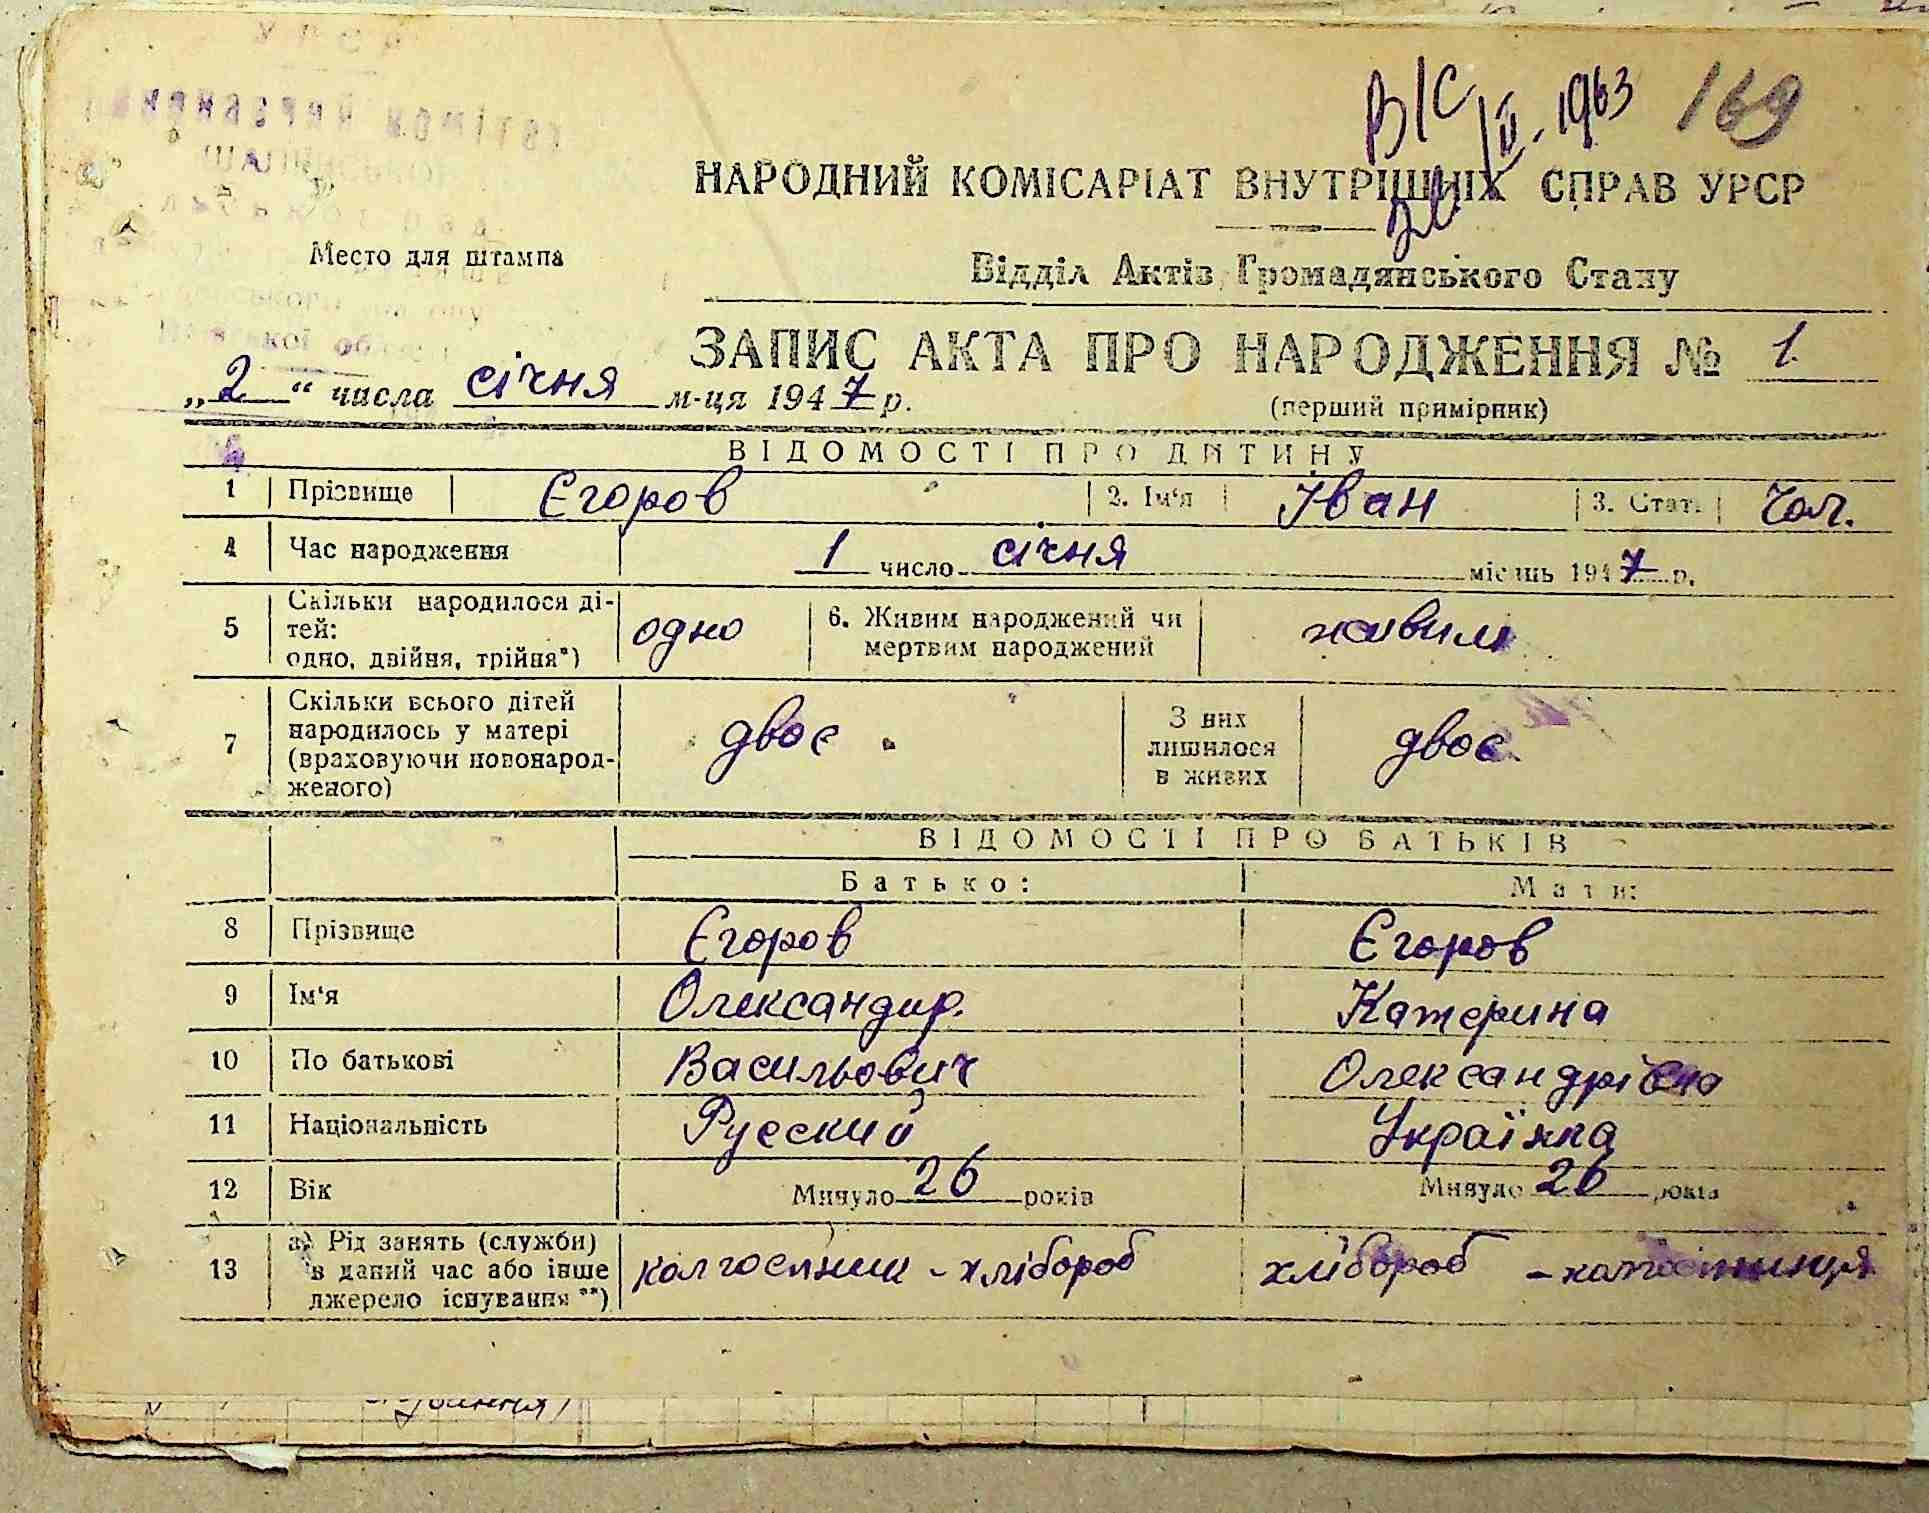 В/С IV-1963 169
НАРОДНИЙ КОМІСАРІАТ ВНУТРІШНІХ СПРАВ УРСР
Место для штампа
Відділ Актів Громадянського Стану
ЗАПИС АКТА ПРО НАРОДЖЕННЯ № 1
„2“ числа січня м-ця 1947 р.
(перший примірник)
ВІДОМОСТІ ПРО ДИТИНУ
1 Прізвище Єгоров 2. Ім'я Іван 3. Стать Чол.
4 Час народження 1 число січня місяць 1947 р.
5 Скільки народилося ді-
тей:
одно, двійня, трійня*)
одно
6. Живим народжений чи
мертвим народжений
живим
7 Скільки всього дітей
народилось у матері
(враховуючи новонарод-
женого)
двоє
З них
лишилося
в живих
двоє
ВІДОМОСТІ ПРО БАТЬКІВ
Батько: Мати:
8 Прізвище Єгоров Єгоров
9 Ім'я Олександир. Катерина
10 По батькові Васильович Олександрівна
11 Національність Русский Українка
12 Вік Минуло 26 років Минуло 26 років
13 а) Рід занять (служби)
в даний час або інше
джерело існування **)
колгоспник - хлібороб хлібороб - колгоспниця